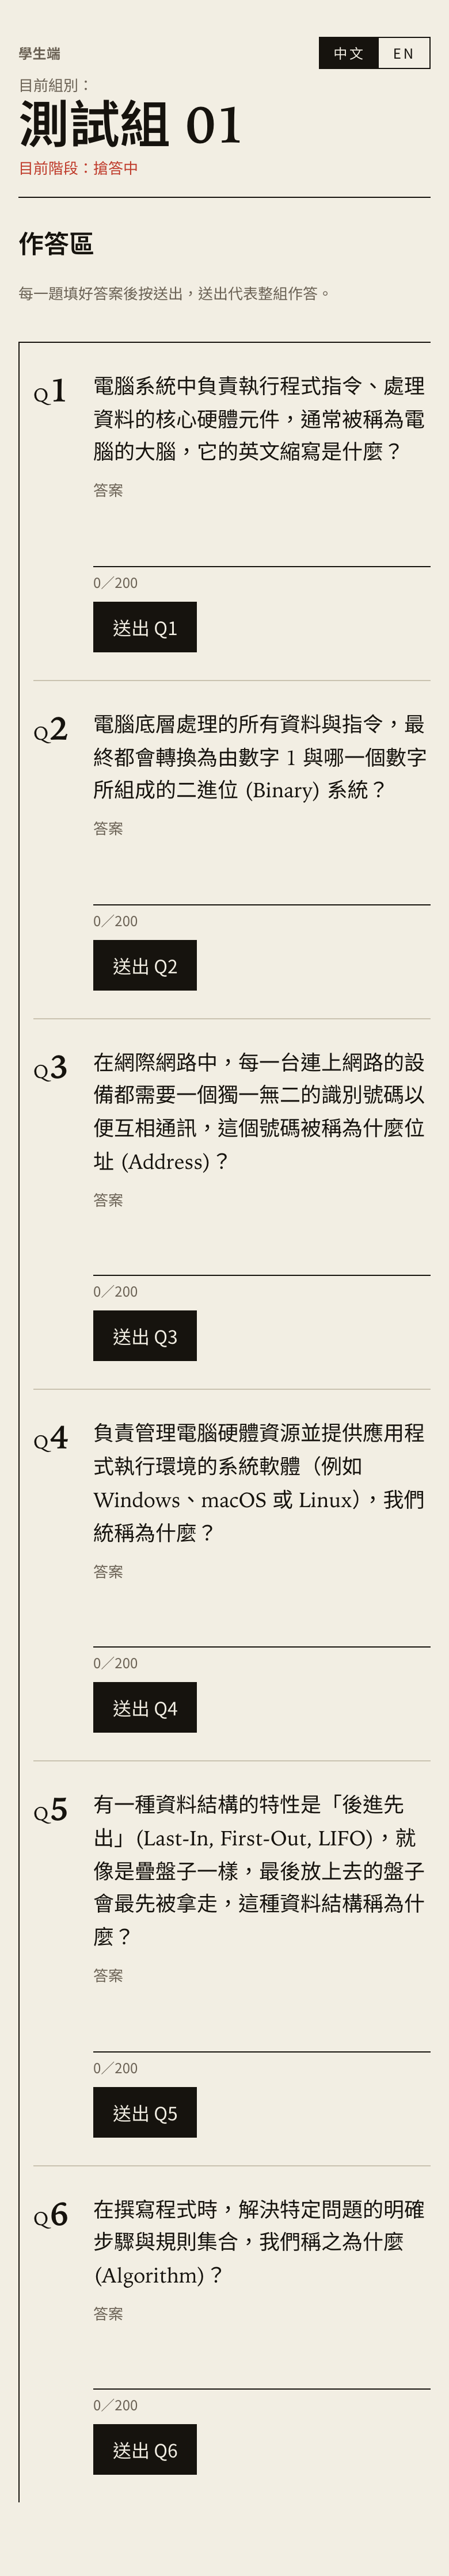 學生端
中文
EN
目前組別：
測試組 01
目前階段：搶答中
作答區
每一題填好答案後按送出，送出代表整組作答。
Q1
電腦系統中負責執行程式指令、處理
資料的核心硬體元件，通常被稱為電
腦的大腦，它的英文縮寫是什麼？
答案
0／200
送出 Q1
Q2
電腦底層處理的所有資料與指令，最
終都會轉換為由數字 1 與哪一個數字
所組成的二進位 (Binary) 系統？
答案
0／200
送出 Q2
Q3
在網際網路中，每一台連上網路的設
備都需要一個獨一無二的識別號碼以
便互相通訊，這個號碼被稱為什麼位
址 (Address)？
答案
0／200
送出 Q3
Q4
負責管理電腦硬體資源並提供應用程
式執行環境的系統軟體（例如
Windows、macOS 或 Linux），我們
統稱為什麼？
答案
0／200
送出 Q4
Q5
有一種資料結構的特性是「後進先
出」(Last-In, First-Out, LIFO)，就
像是疊盤子一樣，最後放上去的盤子
會最先被拿走，這種資料結構稱為什
麼？
答案
0／200
送出 Q5
Q6
在撰寫程式時，解決特定問題的明確
步驟與規則集合，我們稱之為什麼
(Algorithm)？
答案
0／200
送出 Q6